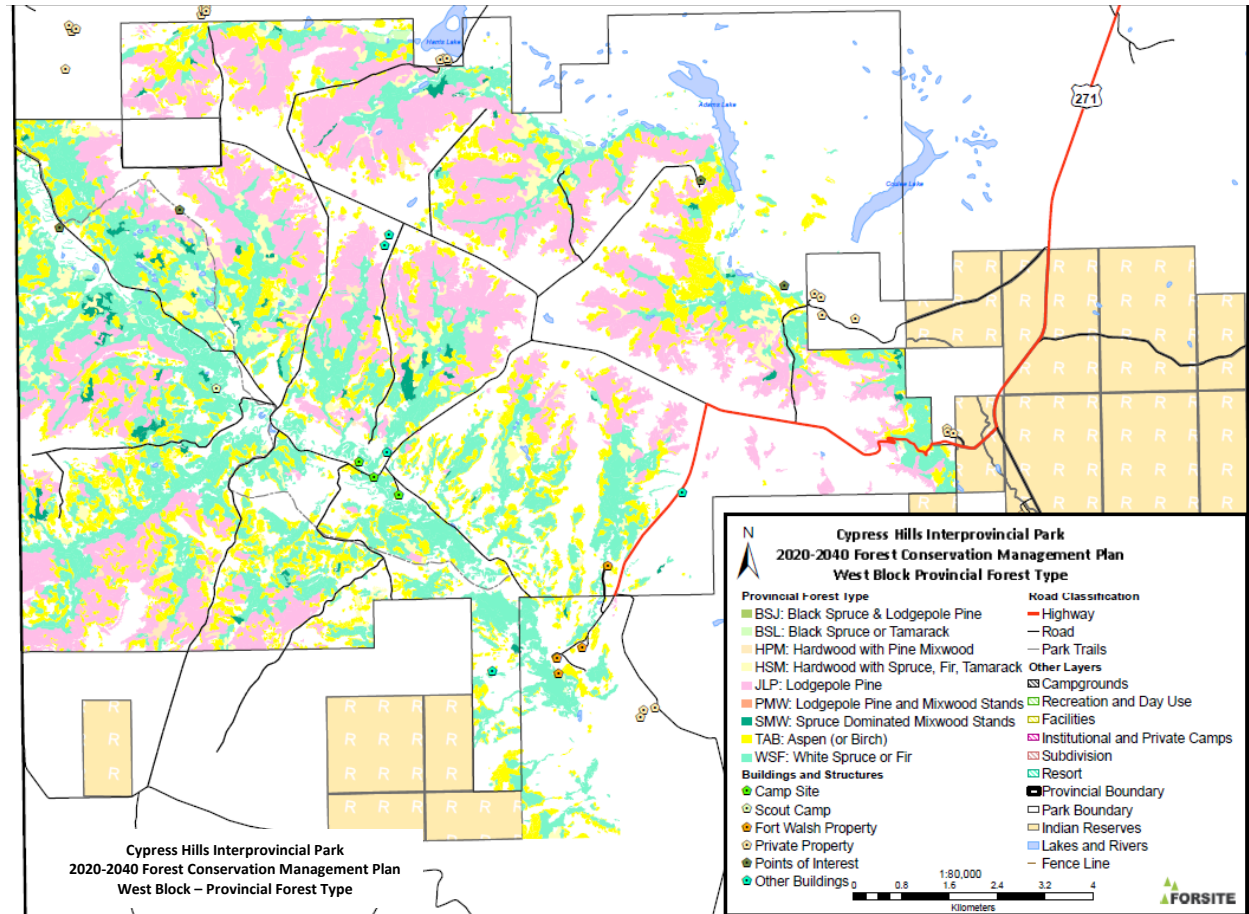 Harris Lake
Adams Lake
271
Coulee Lake
R R R R R R R
R R R R R R
R R R R R R R
R R R R R R
R R R R R R
R R R R R R
R R R
R R R
R R R
R R R R
Cypress Hills Interprovincial Park
2020-2040 Forest Conservation Management Plan
West Block – Provincial Forest Type
N
Cypress Hills Interprovincial Park
2020-2040 Forest Conservation Management Plan
West Block Provincial Forest Type
Provincial Forest Type
BSJ: Black Spruce & Lodgepole Pine
BSL: Black Spruce or Tamarack
HPM: Hardwood with Pine Mixwood
HSM: Hardwood with Spruce, Fir, Tamarack
JLP: Lodgepole Pine
PMW: Lodgepole Pine and Mixwood Stands
SMW: Spruce Dominated Mixwood Stands
TAB: Aspen (or Birch)
WSF: White Spruce or Fir
Buildings and Structures
Camp Site
Scout Camp
Fort Walsh Property
Private Property
Points of Interest
Other Buildings
Road Classification
Highway
Road
Park Trails
Other Layers
Campgrounds
Recreation and Day Use
Facilities
Institutional and Private Camps
Subdivision
Resort
Provincial Boundary
Park Boundary
Indian Reserves
Lakes and Rivers
Fence Line
1:80,000
0 0.8 1.6 2.4 3.2 4
Kilometers
FORSITE